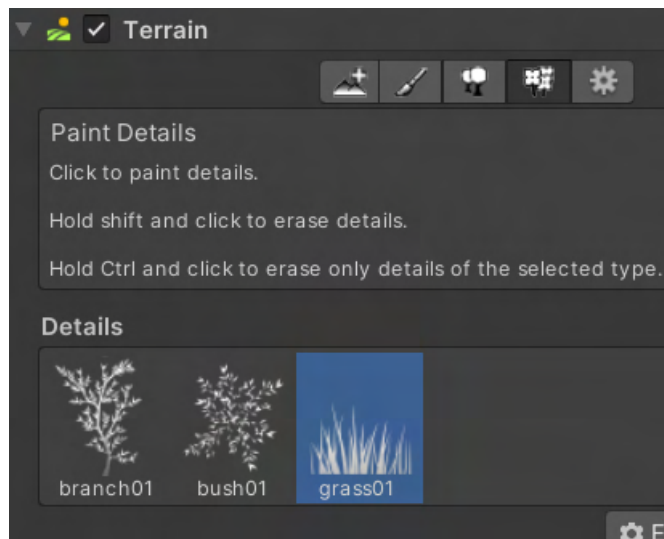 Terrain
Paint Details
Click to paint details.
Hold shift and click to erase details.
Hold Ctrl and click to erase only details of the selected type.
Details
branch01 bush01 grass01